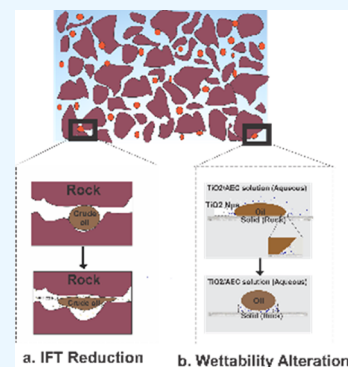 Rock
Crude
oil
Rock
Crude oil
a. IFT Reduction
TiO2/AEC solution (Aqueous)
TiO2 Nps
Oil
Solid (Rock)
TiO2/AEC solution (Aqueous)
Oil
Solid (Rock)
b. Wettability Alteration